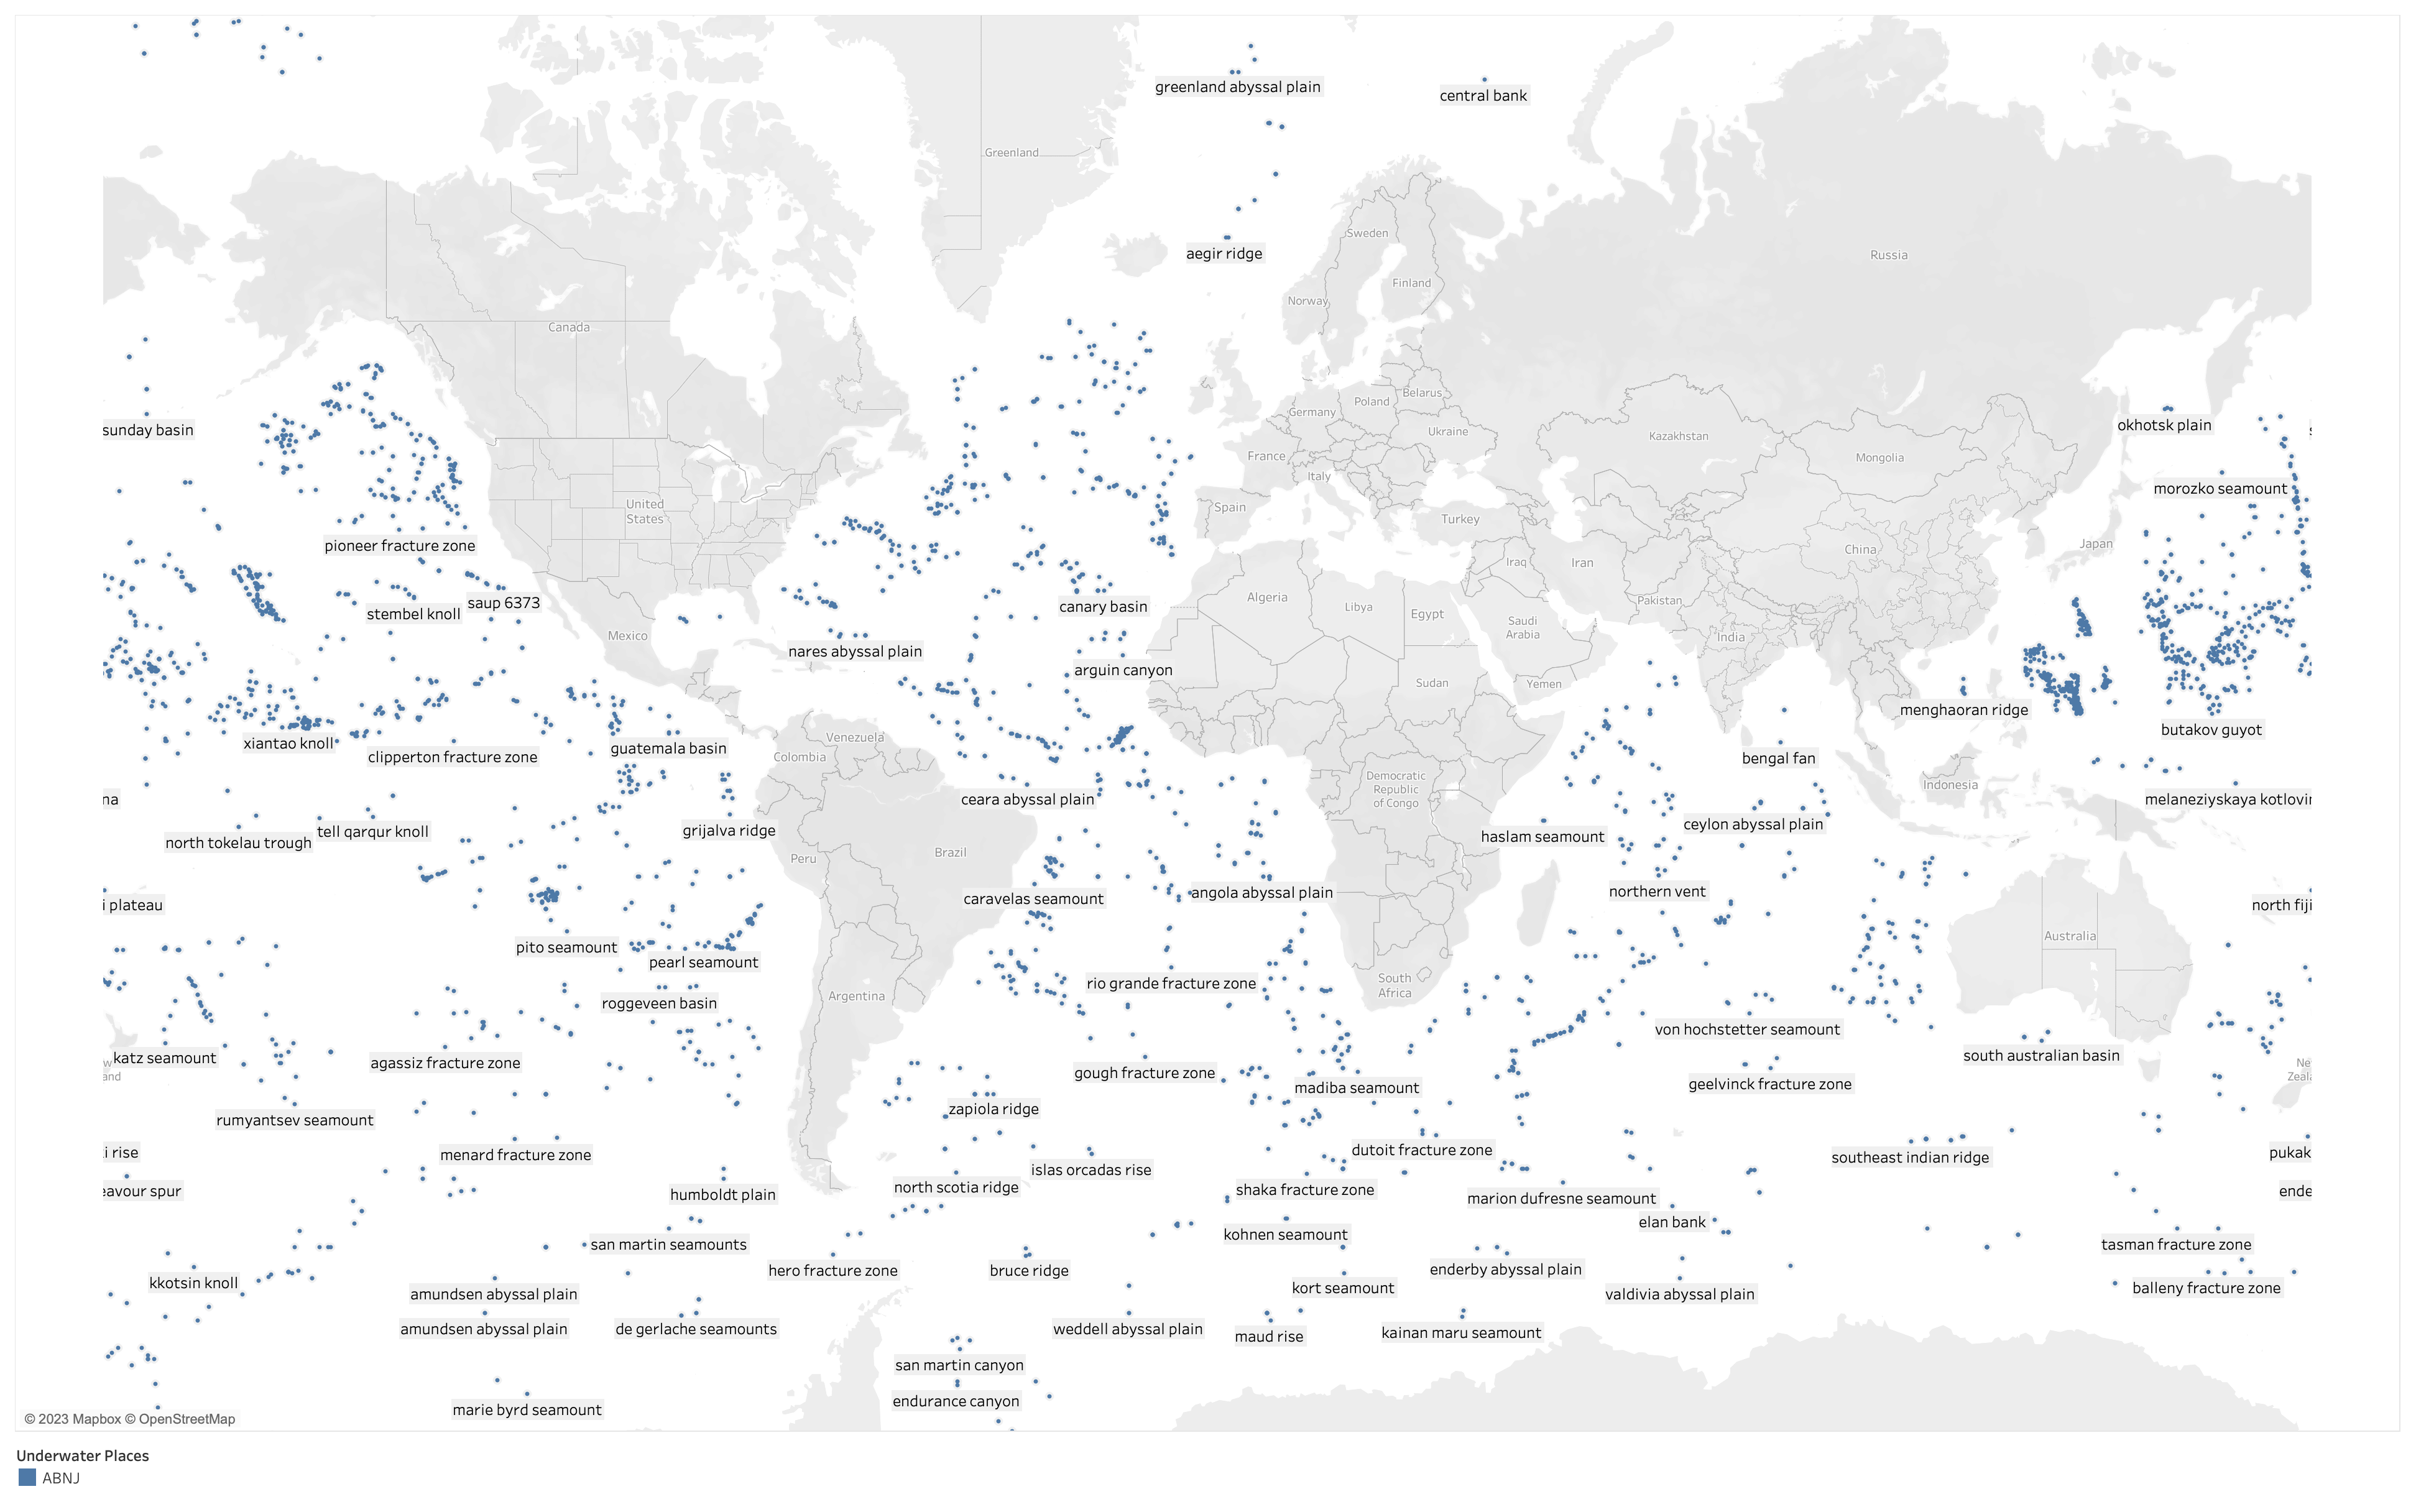 greenland abyssal plain
central bank
Greenland
Sweden
aegir ridge
Russia
Finland
Norway
Canada
Belarus
Poland
Germany
okhotsk plain
sunday basin
Ukraine
Kazakhstan
France
Mongolia
Italy
morozko seamount
United
States
Spain
Turkey
pioneer fracture zone
Japan
China
Iraq
Iran
saup 6373
stembel knoll
Algeria
Libya
Egypt
canary basin
Pakistan
Saudi
Arabia
Mexico
India
nares abyssal plain
arguin canyon
Sudan
Yemen
menghaoran ridge
butakov guyot
xiantao knoll
clipperton fracture zone
guatemala basin
Venezuela
Colombia
bengal fan
Democratic
Republic
of Congo
Indonesia
na
ceara abyssal plain
melaneziyskaya kotlovin
north tokelau trough
tell qarqur knoll
grijalva ridge
haslam seamount
ceylon abyssal plain
Peru
Brazil
caravelas seamount
angola abyssal plain
northern vent
i plateau
north fiji
pito seamount
pearl seamount
Australia
rio grande fracture zone
South
Africa
roggeveen basin
Argentina
von hochstetter seamount
katz seamount
agassiz fracture zone
south australian basin
w
and
gough fracture zone
madiba seamount
geelvinck fracture zone
Ne
Zeala
rumyantsev seamount
zapiola ridge
i rise
menard fracture zone
islas orcadas rise
dutoit fracture zone
southeast indian ridge
pukak
eavour spur
humboldt plain
north scotia ridge
shaka fracture zone
marion dufresne seamount
ende
elan bank
san martin seamounts
kohnen seamount
tasman fracture zone
kkotsin knoll
hero fracture zone
bruce ridge
enderby abyssal plain
kort seamount
valdivia abyssal plain
balleny fracture zone
amundsen abyssal plain
amundsen abyssal plain
de gerlache seamounts
weddell abyssal plain
maud rise
kainan maru seamount
san martin canyon
endurance canyon
marie byrd seamount
© 2023 Mapbox © OpenStreetMap
Underwater Places
ABNJ